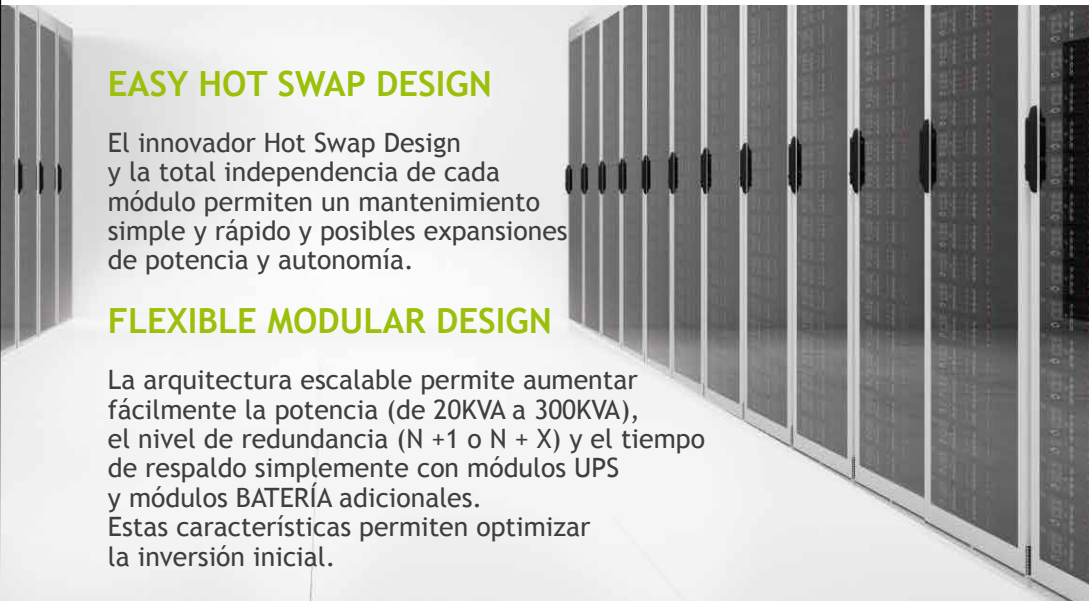 EASY HOT SWAP DESIGN
El innovador Hot Swap Design
y la total independencia de cada
módulo permiten un mantenimiento
simple y rápido y posibles expansiones
de potencia y autonomía.
FLEXIBLE MODULAR DESIGN
La arquitectura escalable permite aumentar
fácilmente la potencia (de 20KVA a 300KVA),
el nivel de redundancia (N +1 o N + X) y el tiempo
de respaldo simplemente con módulos UPS
y módulos BATERÍA adicionales.
Estas características permiten optimizar
la inversión inicial.